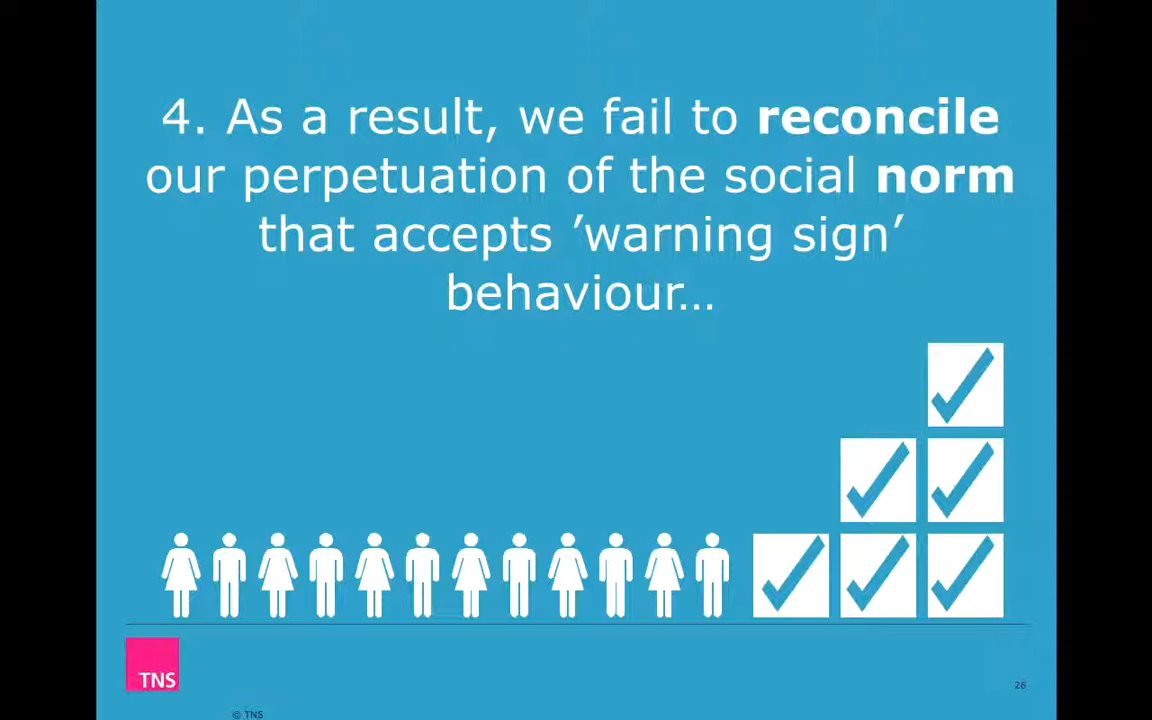 4. As a result, we fail to reconcile
our perpetuation of the social norm
that accepts ’warning sign’
behaviour…
TNS
28
© TNS